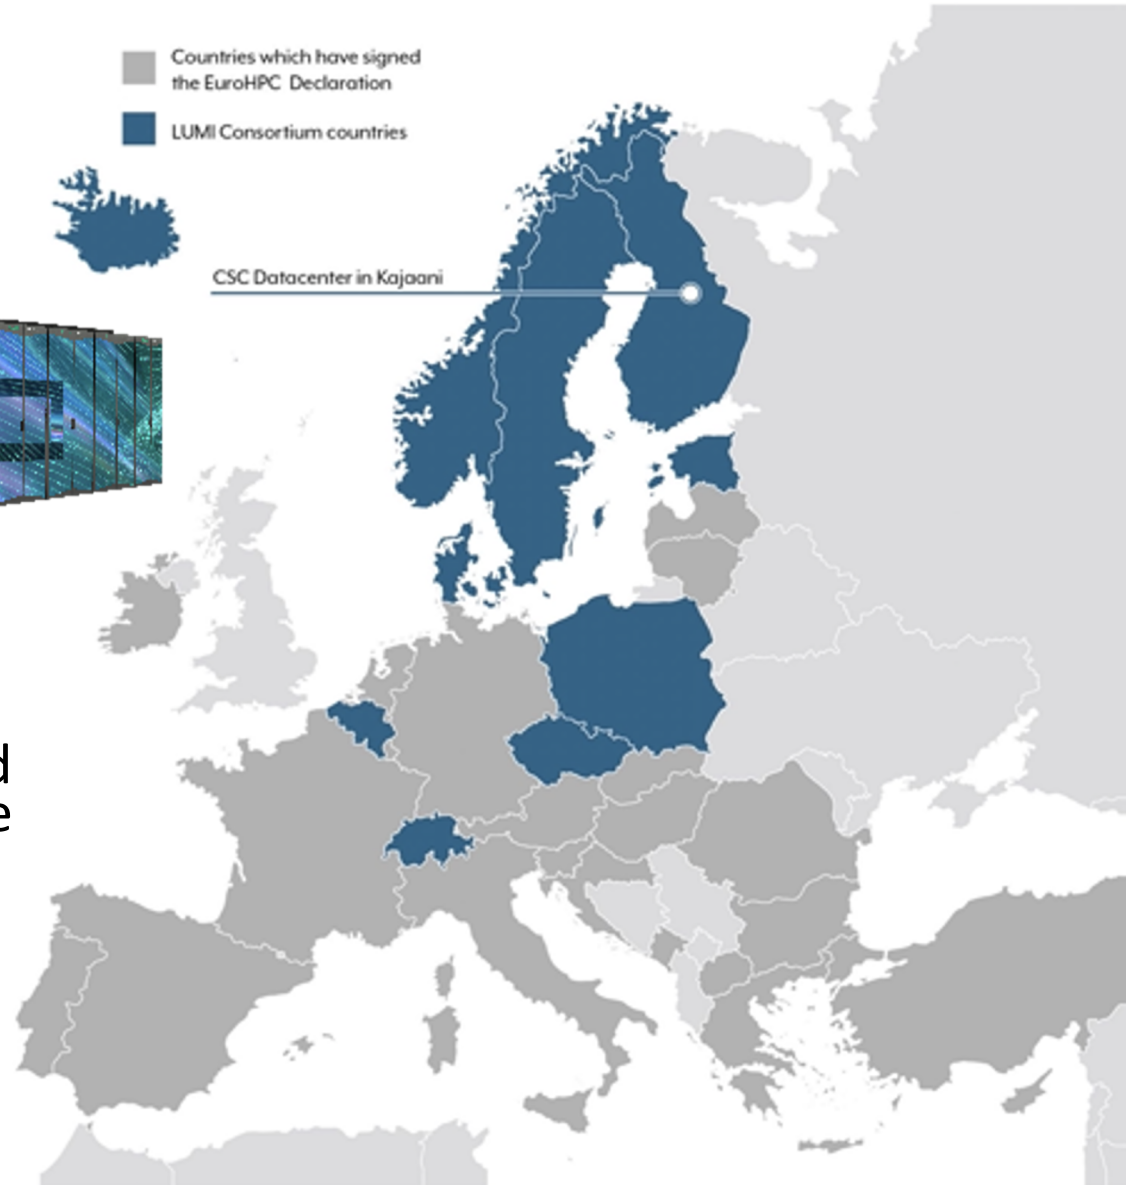 Countries which have signed
the EuroHPC Declaration
LUMI Consortium countries
CSC Datacenter in Kajaani
d
e